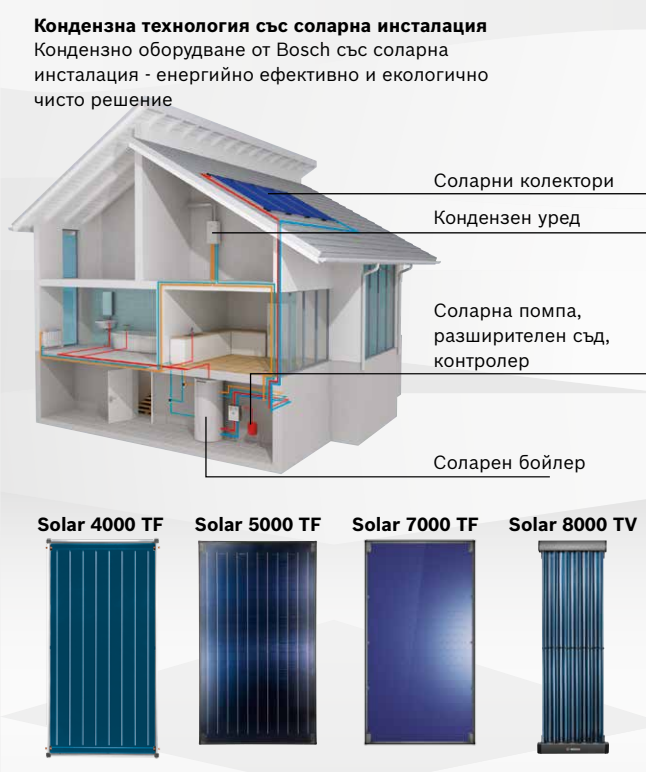 Кондензна технология със соларна инсталация
Кондензно оборудване от Bosch със соларна
инсталация - енергийно ефективно и екологично
чисто решение
Соларни колектори
Кондензен уред
Соларна помпа,
разширителен съд,
контролер
Соларен бойлер
Solar 4000 TF Solar 5000 TF Solar 7000 TF Solar 8000 TV